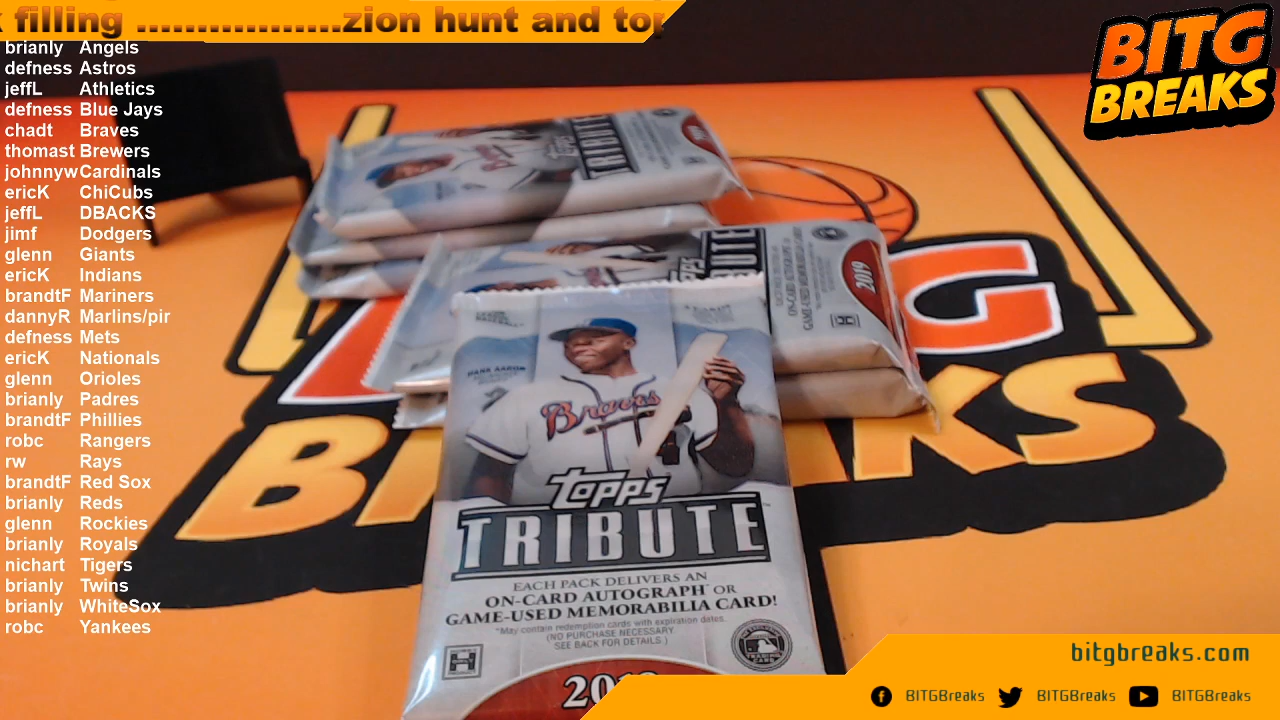 filling .................zion hunt and top
BITG
BREAKS
brianly Angels
defness Astros
jeffL Athletics
defness Blue Jays
chadt Braves
thomast Brewers
johnnyw Cardinals
ericK ChiCubs
jeffL DBACKS
jimf Dodgers
glenn Giants
ericK Indians
brandtF Mariners
dannyR Marlins/pir
defness Mets
ericK Nationals
glenn Orioles
brianly Padres
brandtF Phillies
robc Rangers
rw Rays
brandtF Red Sox
brianly Reds
glenn Rockies
brianly Royals
nichart Tigers
brianly Twins
brianly WhiteSox
robc Yankees
TRIBUTE
2019
HANK AARON
Braves
topps
TRIBUTE
EACH PACK DELIVERS AN
ON-CARD AUTOGRAPH OR
GAME-USED MEMORABILIA CARD!
*May contain redemption cards with expiration dates.
(NO PURCHASE NECESSARY.
SEE BACK FOR DETAILS.)
bitgbreaks.com
BITGBreaks BITGBreaks BITGBreaks